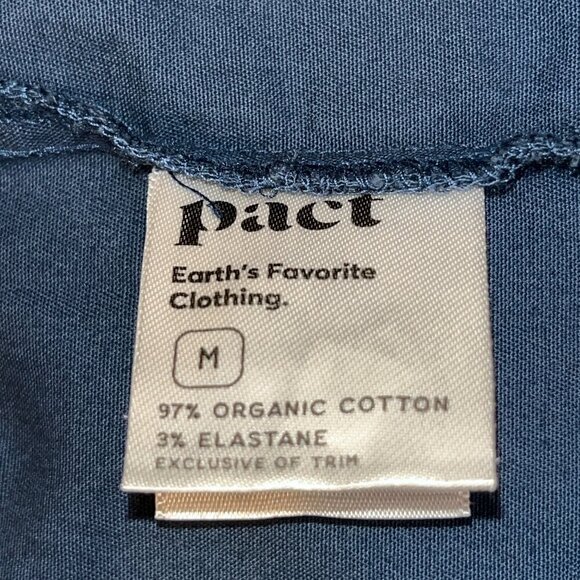 pact
Earth's Favorite
Clothing.
M
97% ORGANIC COTTON
3% ELASTANE
EXCLUSIVE OF TRIM